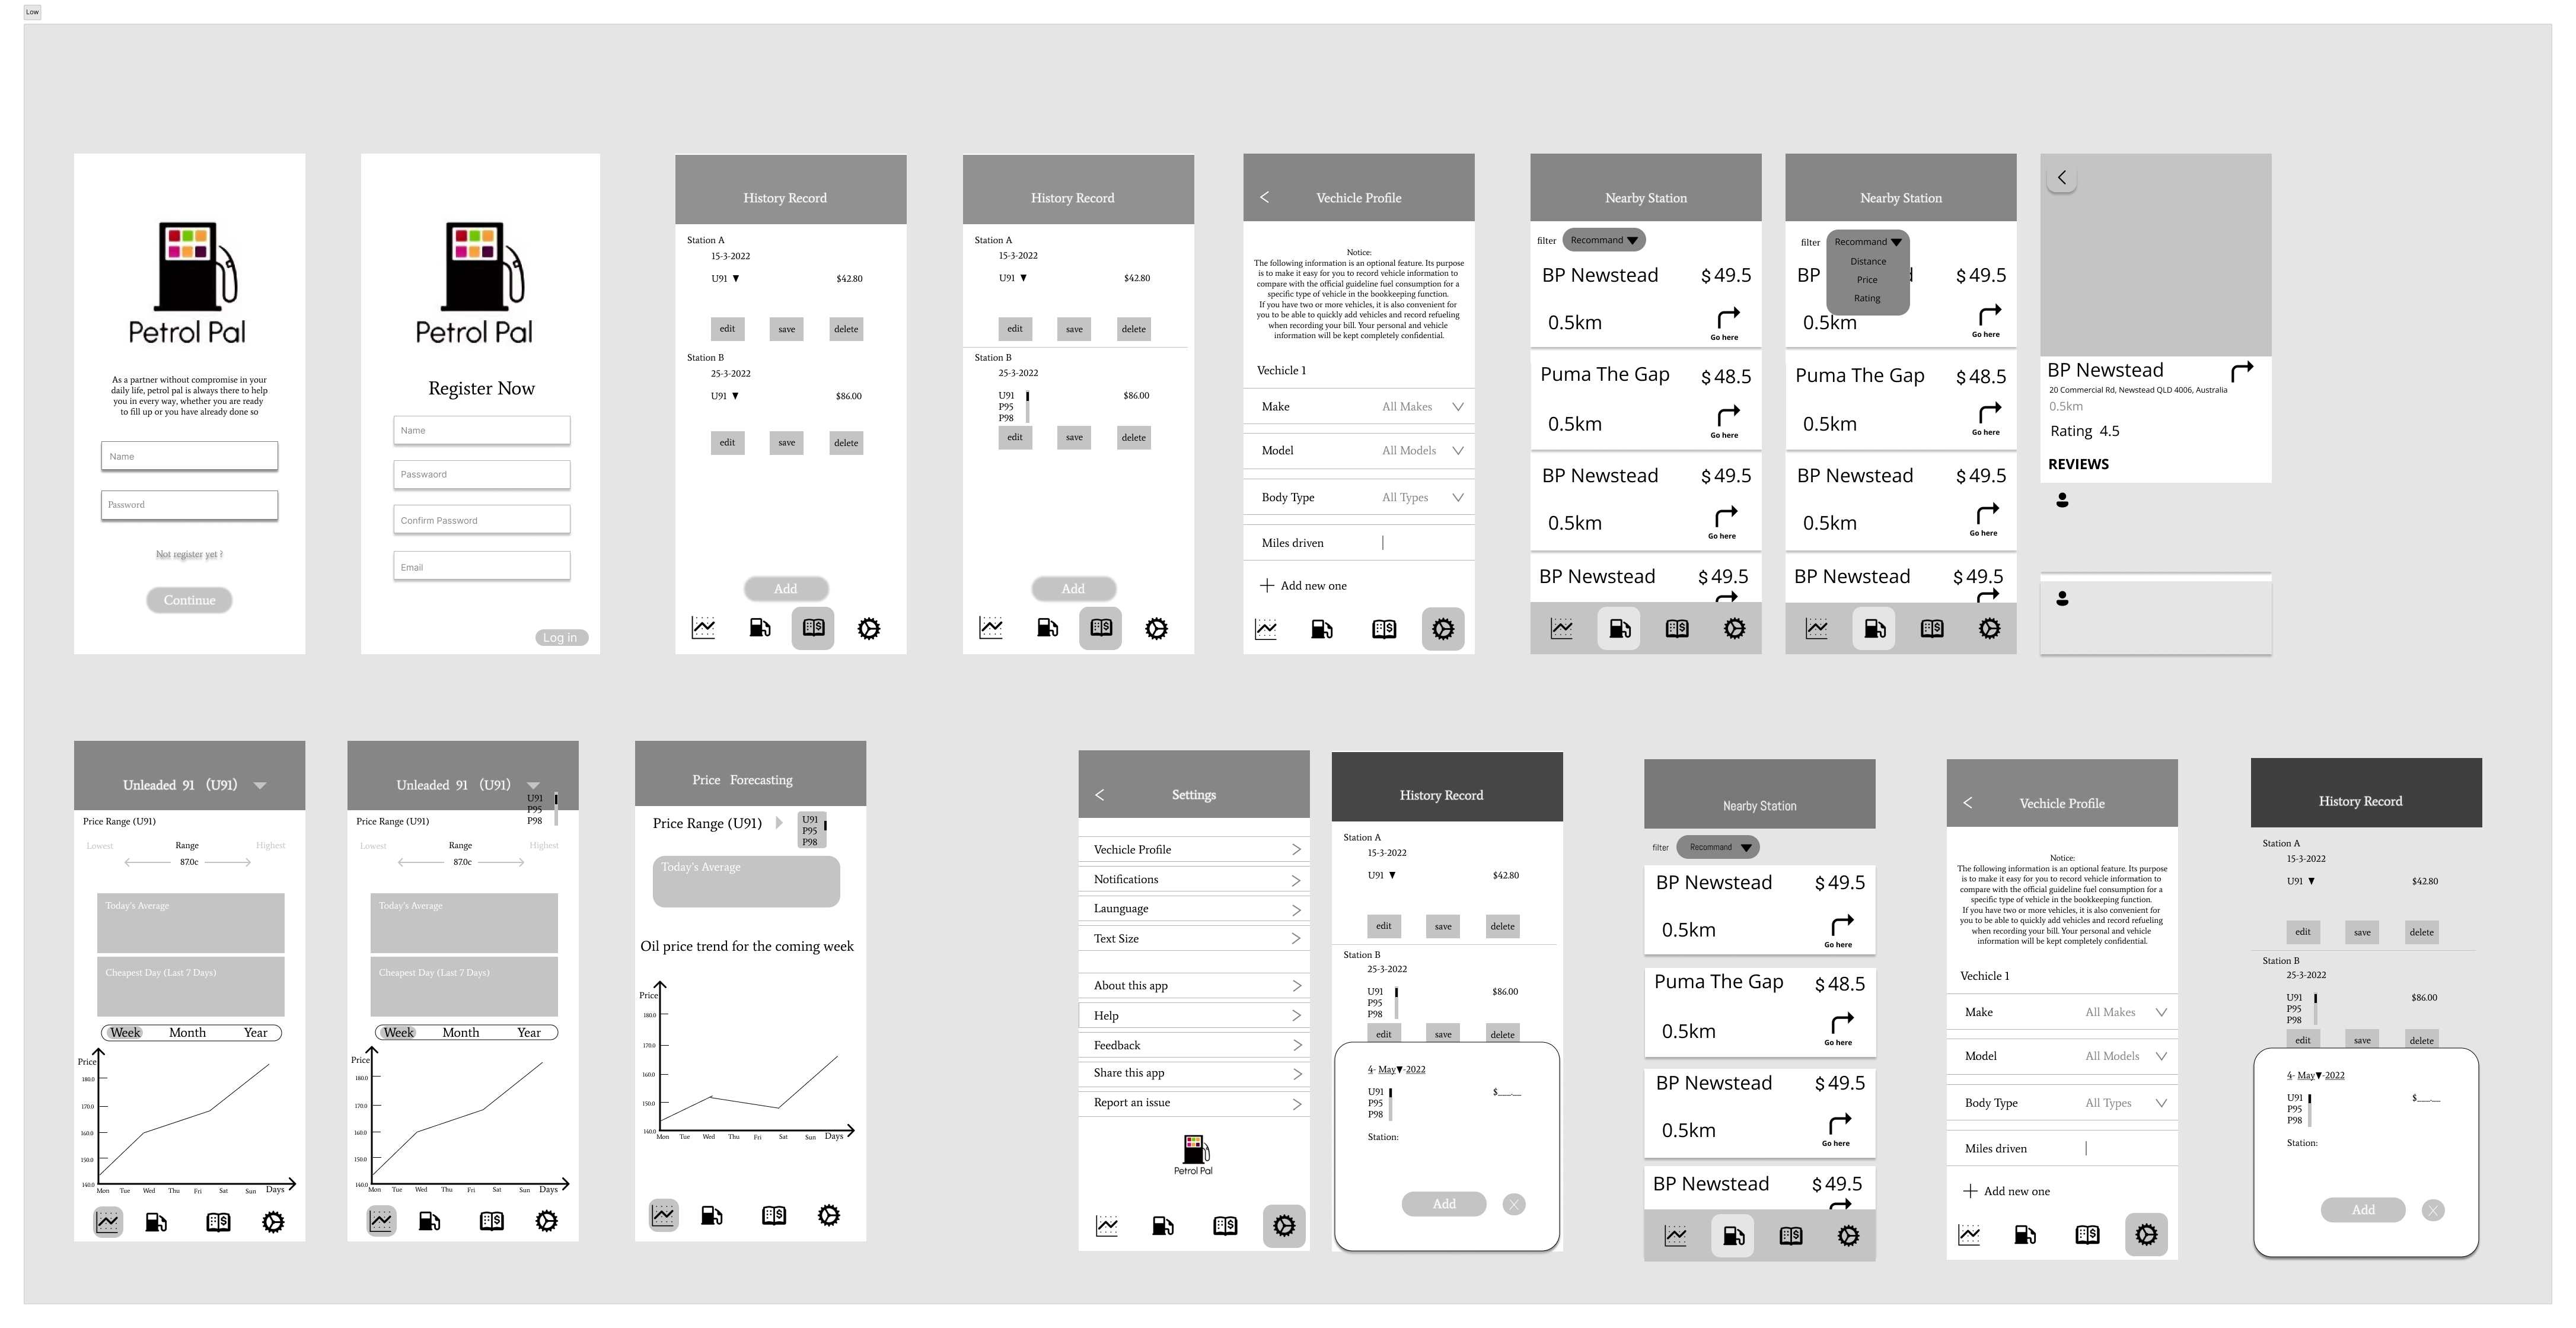 Low
Petrol Pal
As a partner without compromise in your
daily life, petrol pal is always there to help
you in every way, whether you are ready
to fill up or you have already done so
Name
Password
Not register yet ?
Continue
Petrol Pal
Register Now
Name
Passwaord
Confirm Password
Email
Log in
History Record
Station A
15-3-2022
U91 ▼ $42.80
edit save delete
Station B
25-3-2022
U91 ▼ $86.00
edit save delete
Add
History Record
Station A
15-3-2022
U91 ▼ $42.80
edit save delete
Station B
25-3-2022
U91 $86.00
P95
P98
edit save delete
Add
Vechicle Profile
Notice:
The following information is an optional feature. Its purpose
is to make it easy for you to record vehicle information to
compare with the official guideline fuel consumption for a
specific type of vehicle in the bookkeeping function.
If you have two or more vehicles, it is also convenient for
you to be able to quickly add vehicles and record refueling
when recording your bill. Your personal and vehicle
information will be kept completely confidential.
Vechicle 1
Make All Makes
Model All Models
Body Type All Types
Miles driven
Add new one
Nearby Station
filter Recommand
BP Newstead $49.5
0.5km Go here
Puma The Gap $48.5
0.5km Go here
BP Newstead $49.5
0.5km Go here
BP Newstead $49.5
Nearby Station
filter Recommand
Distance
Price
Rating
BP d $49.5
0.5km Go here
Puma The Gap $48.5
0.5km Go here
BP Newstead $49.5
0.5km Go here
BP Newstead $49.5
BP Newstead
20 Commercial Rd, Newstead QLD 4006, Australia
0.5km
Rating 4.5
REVIEWS
Unleaded 91 (U91)
Price Range (U91)
Lowest Range Highest
87.0c
Today's Average
Cheapest Day (Last 7 Days)
Week Month Year
Price
180.0
170.0
160.0
150.0
140.0
Mon Tue Wed Thu Fri Sat Sun Days
Unleaded 91 (U91)
U91
P95
P98
Price Range (U91)
Lowest Range Highest
87.0c
Today's Average
Cheapest Day (Last 7 Days)
Week Month Year
Price
180.0
170.0
160.0
150.0
140.0
Mon Tue Wed Thu Fri Sat Sun Days
Price Forecasting
Price Range (U91)
U91
P95
P98
Today's Average
Oil price trend for the coming week
Price
180.0
170.0
160.0
150.0
140.0
Mon Tue Wed Thu Fri Sat Sun Days
Settings
Vechicle Profile
Notifications
Launguage
Text Size
About this app
Help
Feedback
Share this app
Report an issue
Petrol Pal
History Record
Station A
15-3-2022
U91 ▼ $42.80
edit save delete
Station B
25-3-2022
U91 $86.00
P95
P98
edit save delete
4- May▼-2022
U91 $___.__
P95
P98
Station:
Add X
Nearby Station
filter Recommand
BP Newstead $49.5
0.5km Go here
Puma The Gap $48.5
0.5km Go here
BP Newstead $49.5
0.5km Go here
BP Newstead $49.5
Vechicle Profile
Notice:
The following information is an optional feature. Its purpose
is to make it easy for you to record vehicle information to
compare with the official guideline fuel consumption for a
specific type of vehicle in the bookkeeping function.
If you have two or more vehicles, it is also convenient for
you to be able to quickly add vehicles and record refueling
when recording your bill. Your personal and vehicle
information will be kept completely confidential.
Vechicle 1
Make All Makes
Model All Models
Body Type All Types
Miles driven
Add new one
History Record
Station A
15-3-2022
U91 ▼ $42.80
edit save delete
Station B
25-3-2022
U91 $86.00
P95
P98
edit save delete
4- May▼-2022
U91 $___.__
P95
P98
Station:
Add X